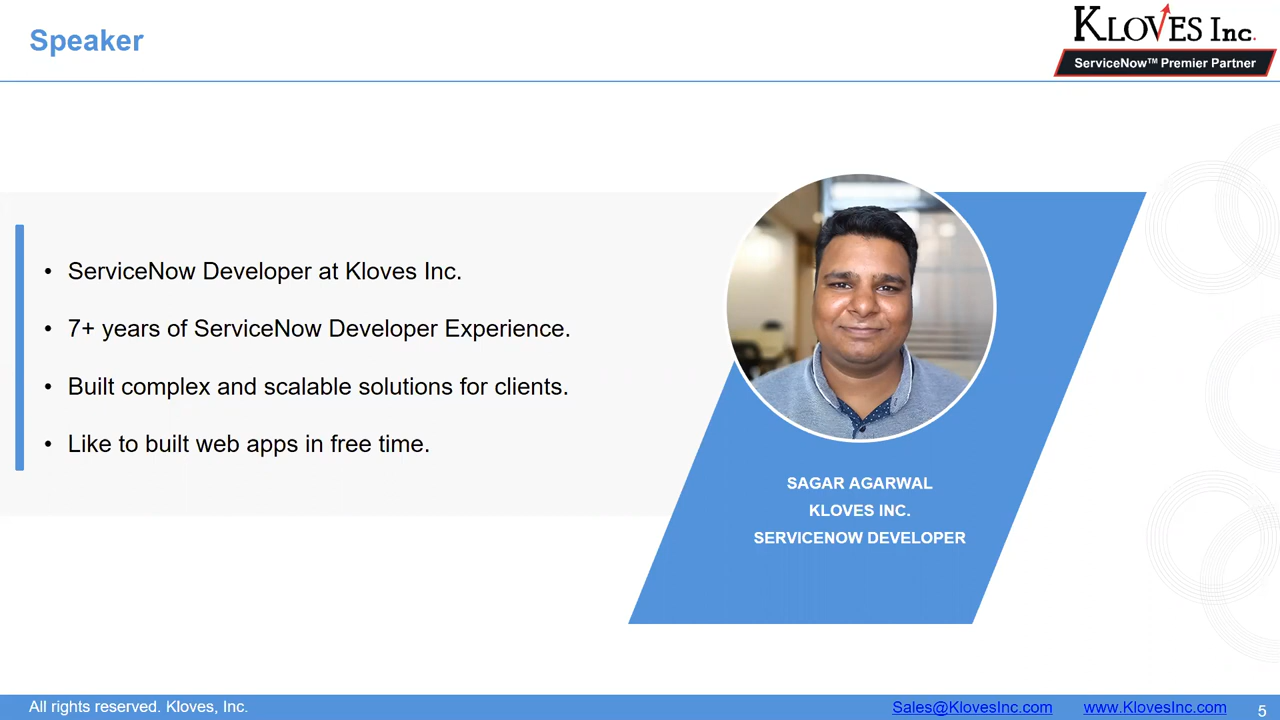 Speaker
KLOVES Inc.
ServiceNow™ Premier Partner
• ServiceNow Developer at Kloves Inc.
• 7+ years of ServiceNow Developer Experience.
• Built complex and scalable solutions for clients.
• Like to built web apps in free time.
SAGAR AGARWAL
KLOVES INC.
SERVICENOW DEVELOPER
All rights reserved. Kloves, Inc.
Sales@KlovesInc.com
www.KlovesInc.com
5